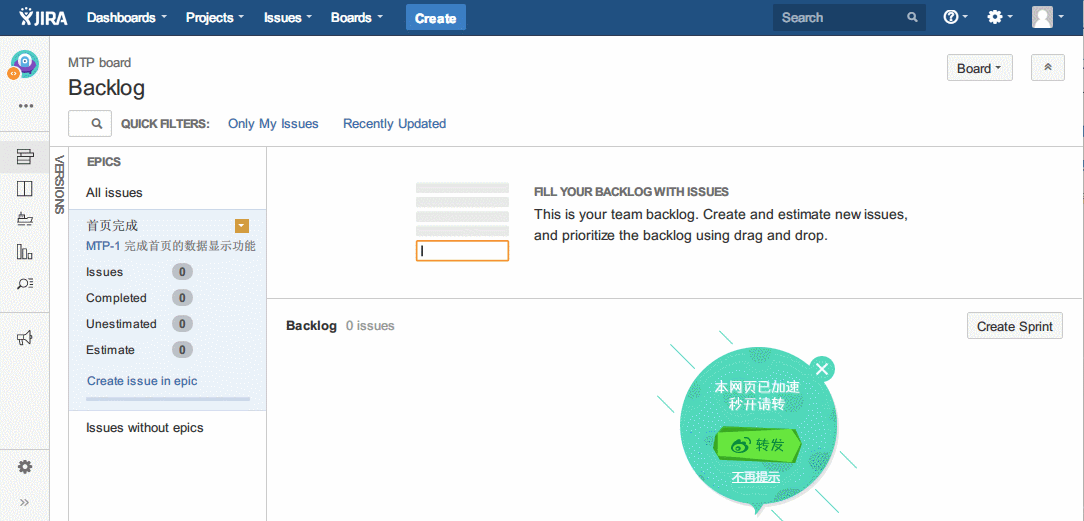 JIRA Dashboards Projects Issues Boards Create Search
MTP board
Backlog
Board
QUICK FILTERS: Only My Issues Recently Updated
VERSIONS
EPICS
All issues
首页完成
MTP-1 完成首页的数据显示功能
Issues 0
Completed 0
Unestimated 0
Estimate 0
Create issue in epic
Issues without epics
FILL YOUR BACKLOG WITH ISSUES
This is your team backlog. Create and estimate new issues,
and prioritize the backlog using drag and drop.
Backlog 0 issues
Create Sprint
本网页已加速
秒开请转
转发
不再提示